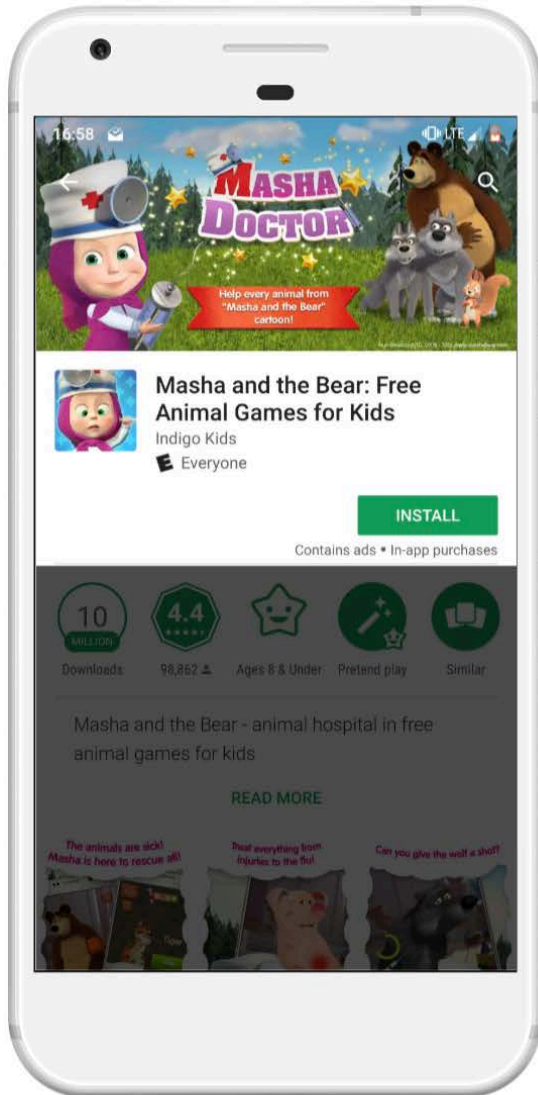 16:58
LTE
MASHA
DOCTOR
Help every animal from
"Masha and the Bear"
cartoon!
Masha and the Bear: Free
Animal Games for Kids
Indigo Kids
E Everyone
INSTALL
Contains ads • In-app purchases
10
MILLION
Downloads
4.4
98,862
Ages 8 & Under
Pretend play
Similar
Masha and the Bear - animal hospital in free
animal games for kids
READ MORE
The animals are sick!
Masha is here to rescue all!
Treat everything from
injuries to the flu!
Can you give the wolf a shot?